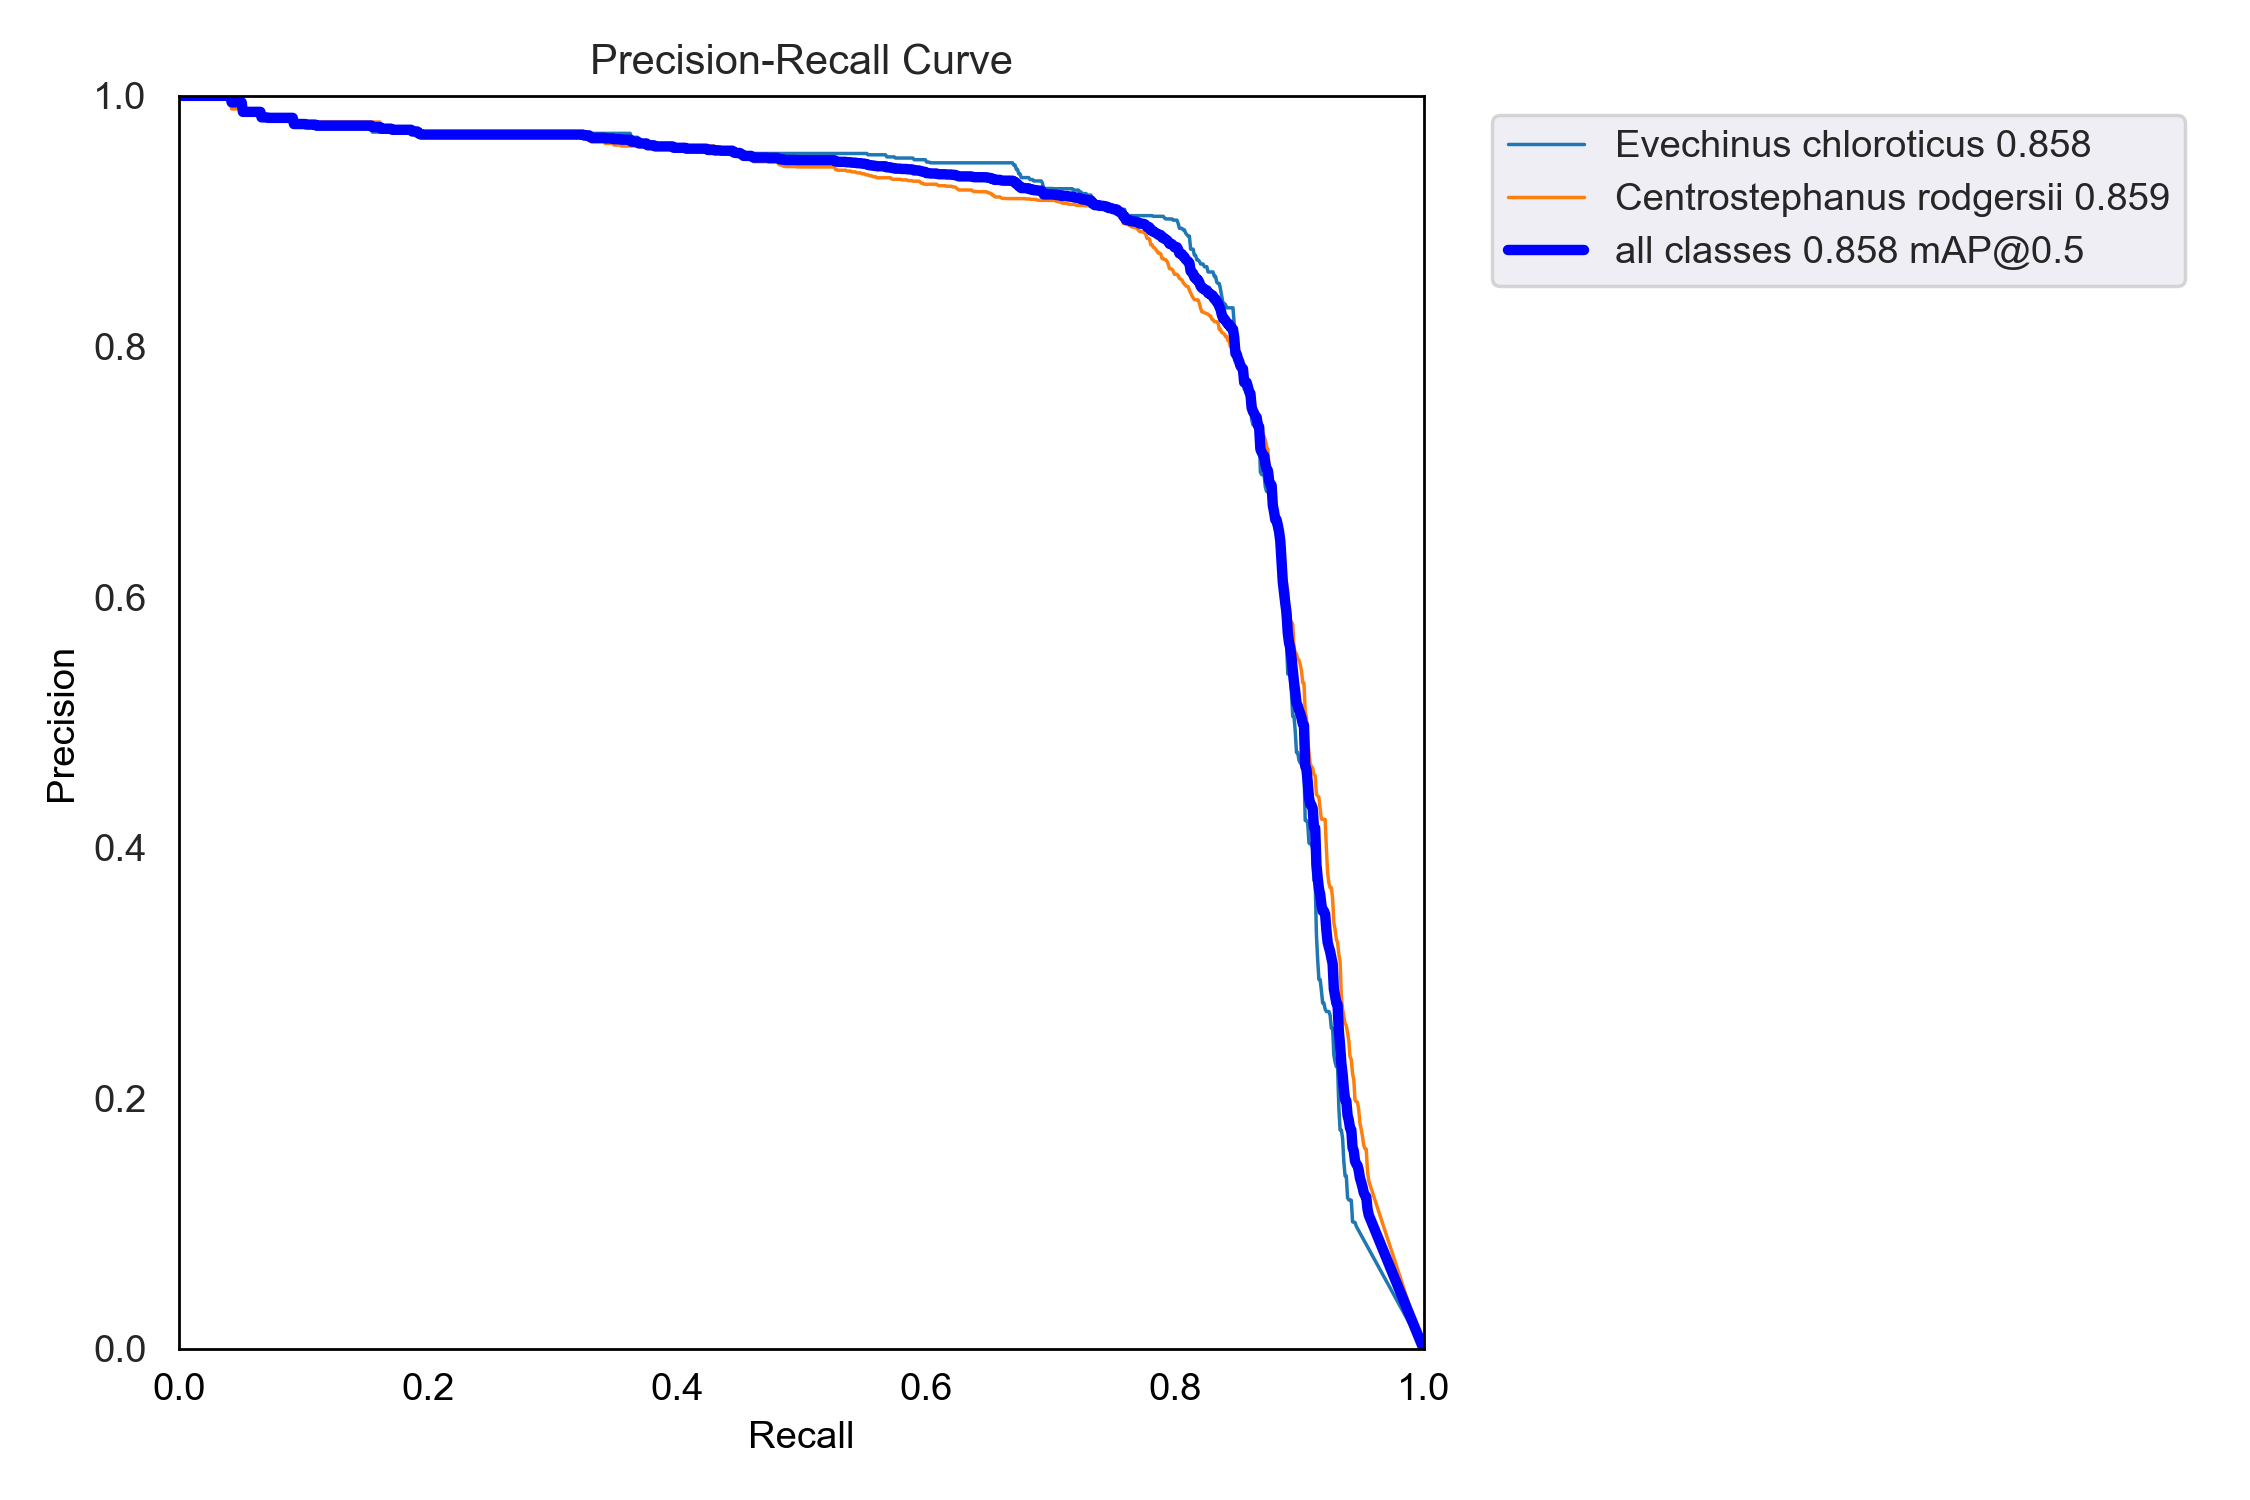 Precision-Recall Curve
1.0
0.8
0.6
0.4
0.2
0.0
Precision
0.0 0.2 0.4 0.6 0.8 1.0
Recall
Evechinus chloroticus 0.858
Centrostephanus rodgersii 0.859
all classes 0.858 mAP@0.5